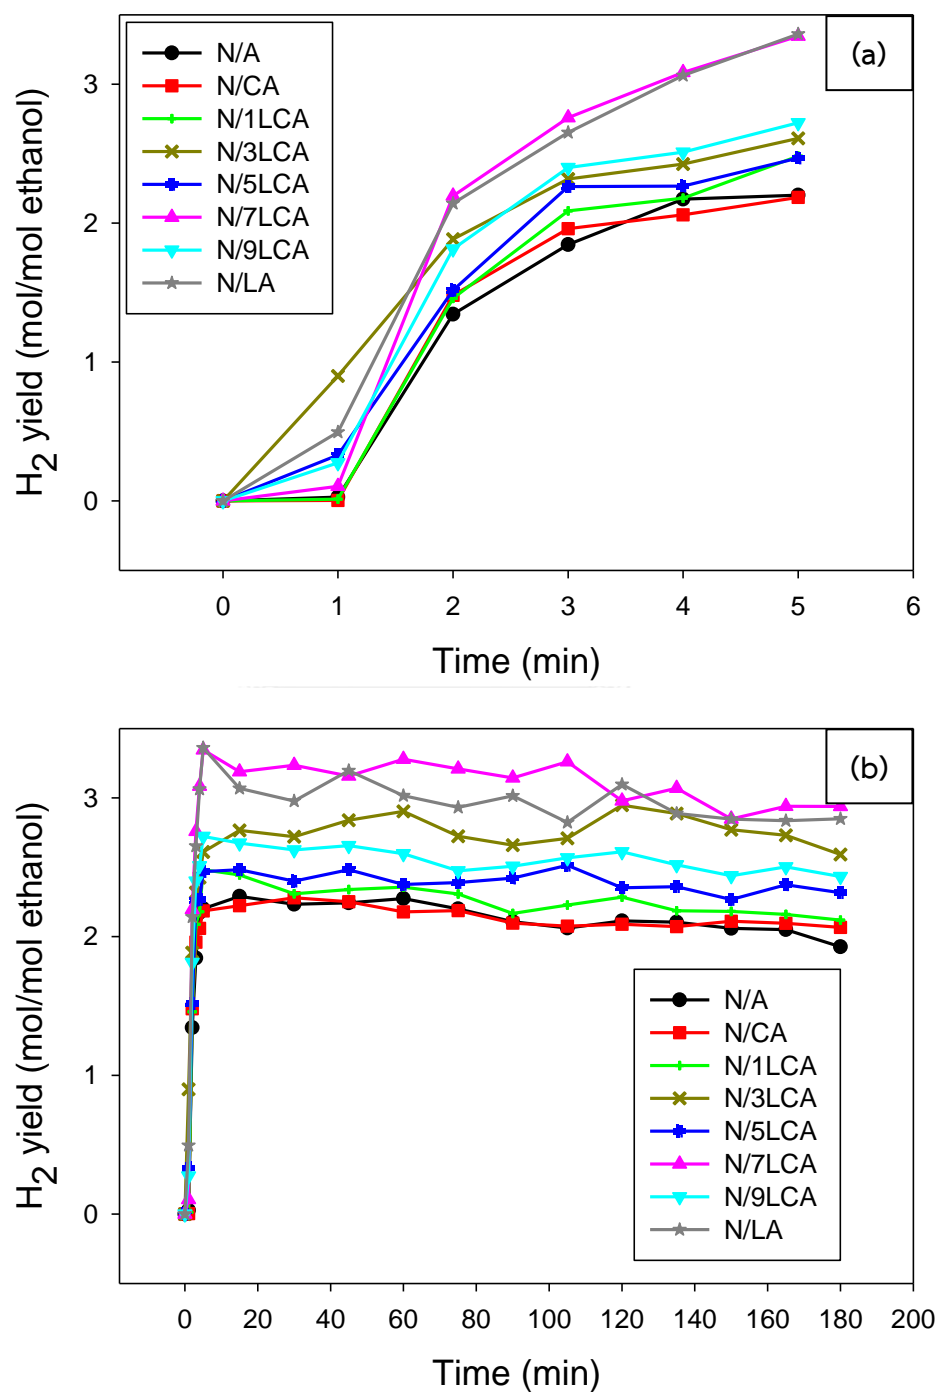 (a)
N/A
N/CA
N/1LCA
N/3LCA
N/5LCA
N/7LCA
N/9LCA
N/LA
H2 yield (mol/mol ethanol)
3
2
1
0
0 1 2 3 4 5 6
Time (min)
(b)
H2 yield (mol/mol ethanol)
3
2
1
0
N/A
N/CA
N/1LCA
N/3LCA
N/5LCA
N/7LCA
N/9LCA
N/LA
0 20 40 60 80 100 120 140 160 180 200
Time (min)